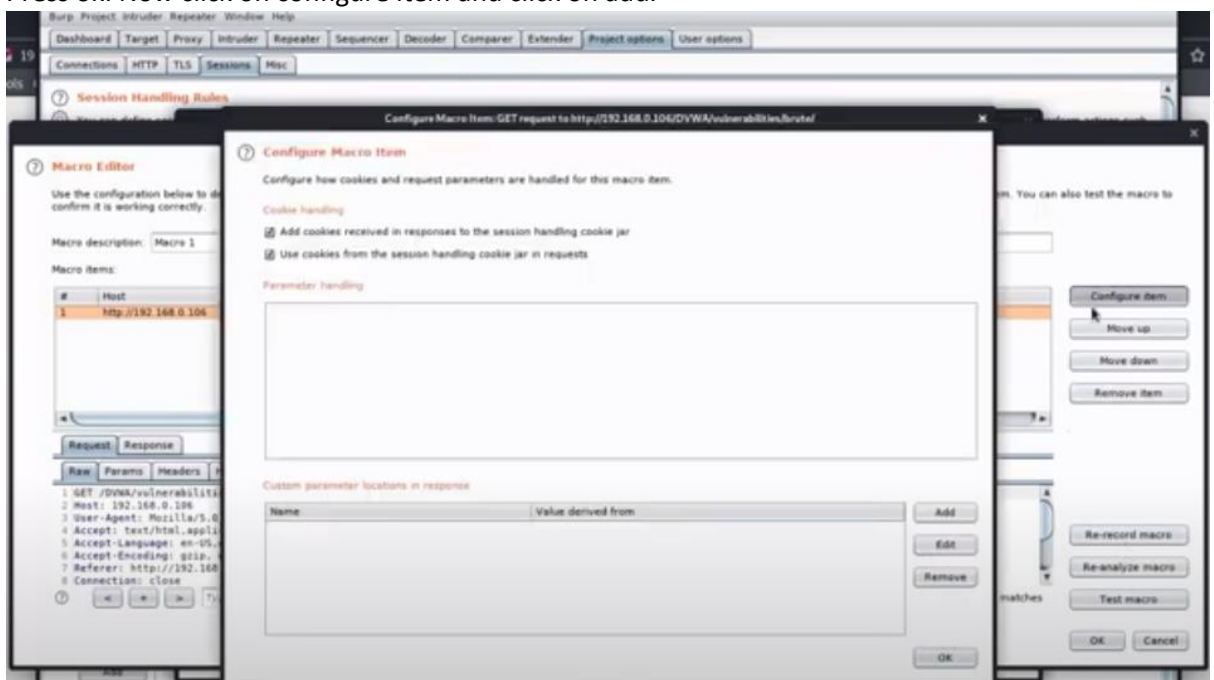 Press ok. Now click on configure item and click on add.
Burp Project Intruder Repeater Window Help
Dashboard Target Proxy Intruder Repeater Sequencer Decoder Comparer Extender Project options User options
19
Connections HTTP TLS Sessions Misc
Session Handling Rules
Configure Macro Item: GET request to http://192.168.0.106/DVWA/vulnerabilities/brute/
Configure Macro Item
Configure how cookies and request parameters are handled for this macro item.
Cookie handling
Add cookies received in responses to the session handling cookie jar
Use cookies from the session handling cookie jar in requests
Parameter handling
Custom parameter locations in response
Name Value derived from
Add
Edit
Remove
OK
Macro Editor
Use the configuration below to
confirm it is working correctly.
Macro description: Macro 1
Macro items:
# Host
1 http://192.168.0.106
Request Response
Raw Params Headers
1 GET /DVWA/vulnerabiliti
2 Host: 192.168.0.106
3 User-Agent: Mozilla/5.0
4 Accept: text/html,appli
5 Accept-Language: en-US,
6 Accept-Encoding: gzip,
7 Referer: http://192.168
8 Connection: close
< + >
em. You can also test the macro to
Configure item
Move up
Move down
Remove item
Re-record macro
Re-analyze macro
matches
Test macro
OK Cancel
Add